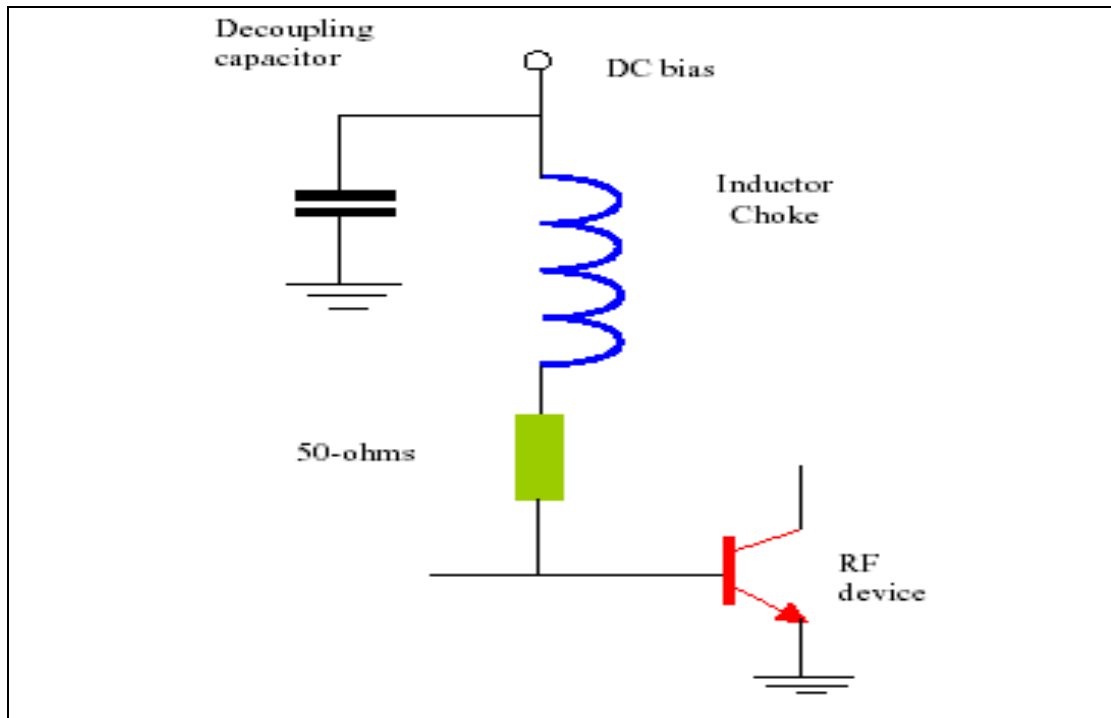 Decoupling
capacitor
DC bias
Inductor
Choke
50-ohms
RF
device